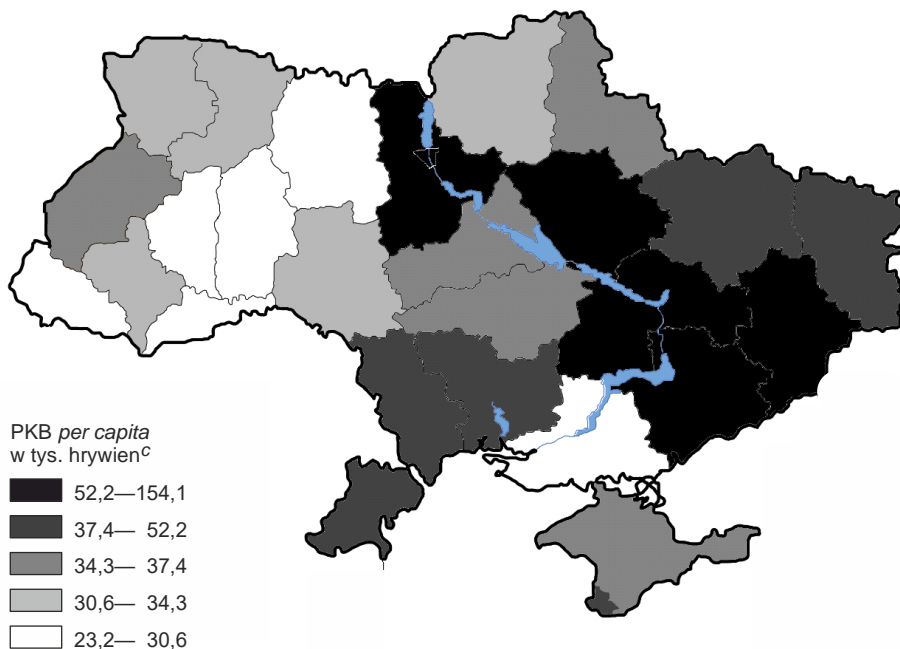 PKB per capita
w tys. hrywienᶜ
52,2—154,1
37,4— 52,2
34,3— 37,4
30,6— 34,3
23,2— 30,6